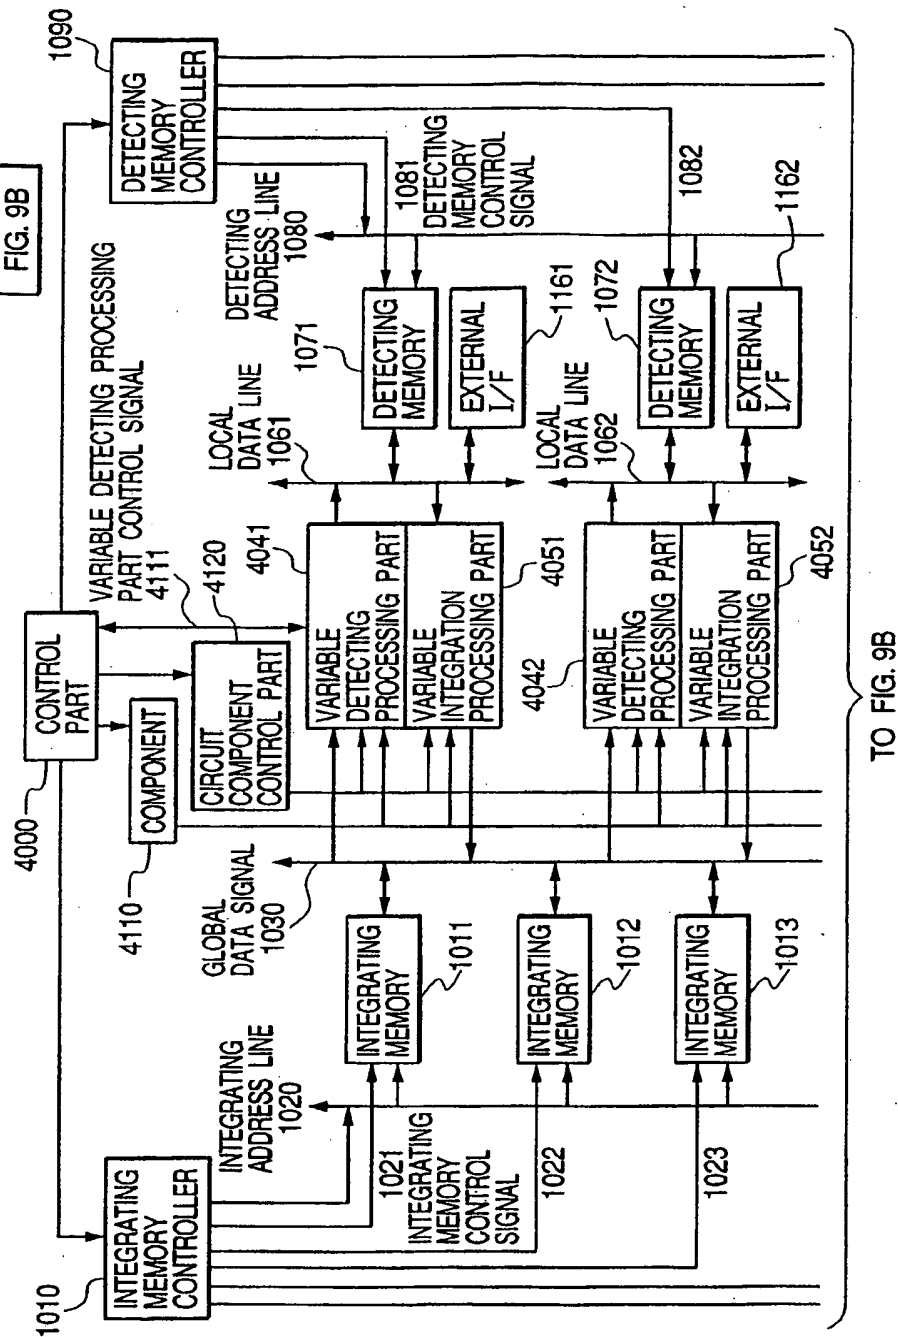 FIG. 9B
1090
DETECTING
MEMORY
CONTROLLER
VARIABLE DETECTING PROCESSING
PART CONTROL SIGNAL
4111
CONTROL
PART
4000
COMPONENT
4110
CIRCUIT
COMPONENT
CONTROL PART
4120
INTEGRATING
MEMORY
CONTROLLER
1010
INTEGRATING
ADDRESS LINE
1020
GLOBAL
DATA SIGNAL
1030
LOCAL
DATA LINE
1061
DETECTING
ADDRESS LINE
1080
1081
DETECTING
MEMORY
CONTROL
SIGNAL
1021
INTEGRATING
MEMORY
CONTROL
SIGNAL
INTEGRATING
MEMORY
1011
4041
VARIABLE
DETECTING
PROCESSING PART
VARIABLE
INTEGRATION
PROCESSING PART
4051
1071
DETECTING
MEMORY
EXTERNAL
I/F
1161
1022
INTEGRATING
MEMORY
1012
LOCAL
DATA LINE
1062
1082
1023
INTEGRATING
MEMORY
1013
4042
VARIABLE
DETECTING
PROCESSING PART
VARIABLE
INTEGRATION
PROCESSING PART
4052
1072
DETECTING
MEMORY
EXTERNAL
I/F
1162
TO FIG. 9B